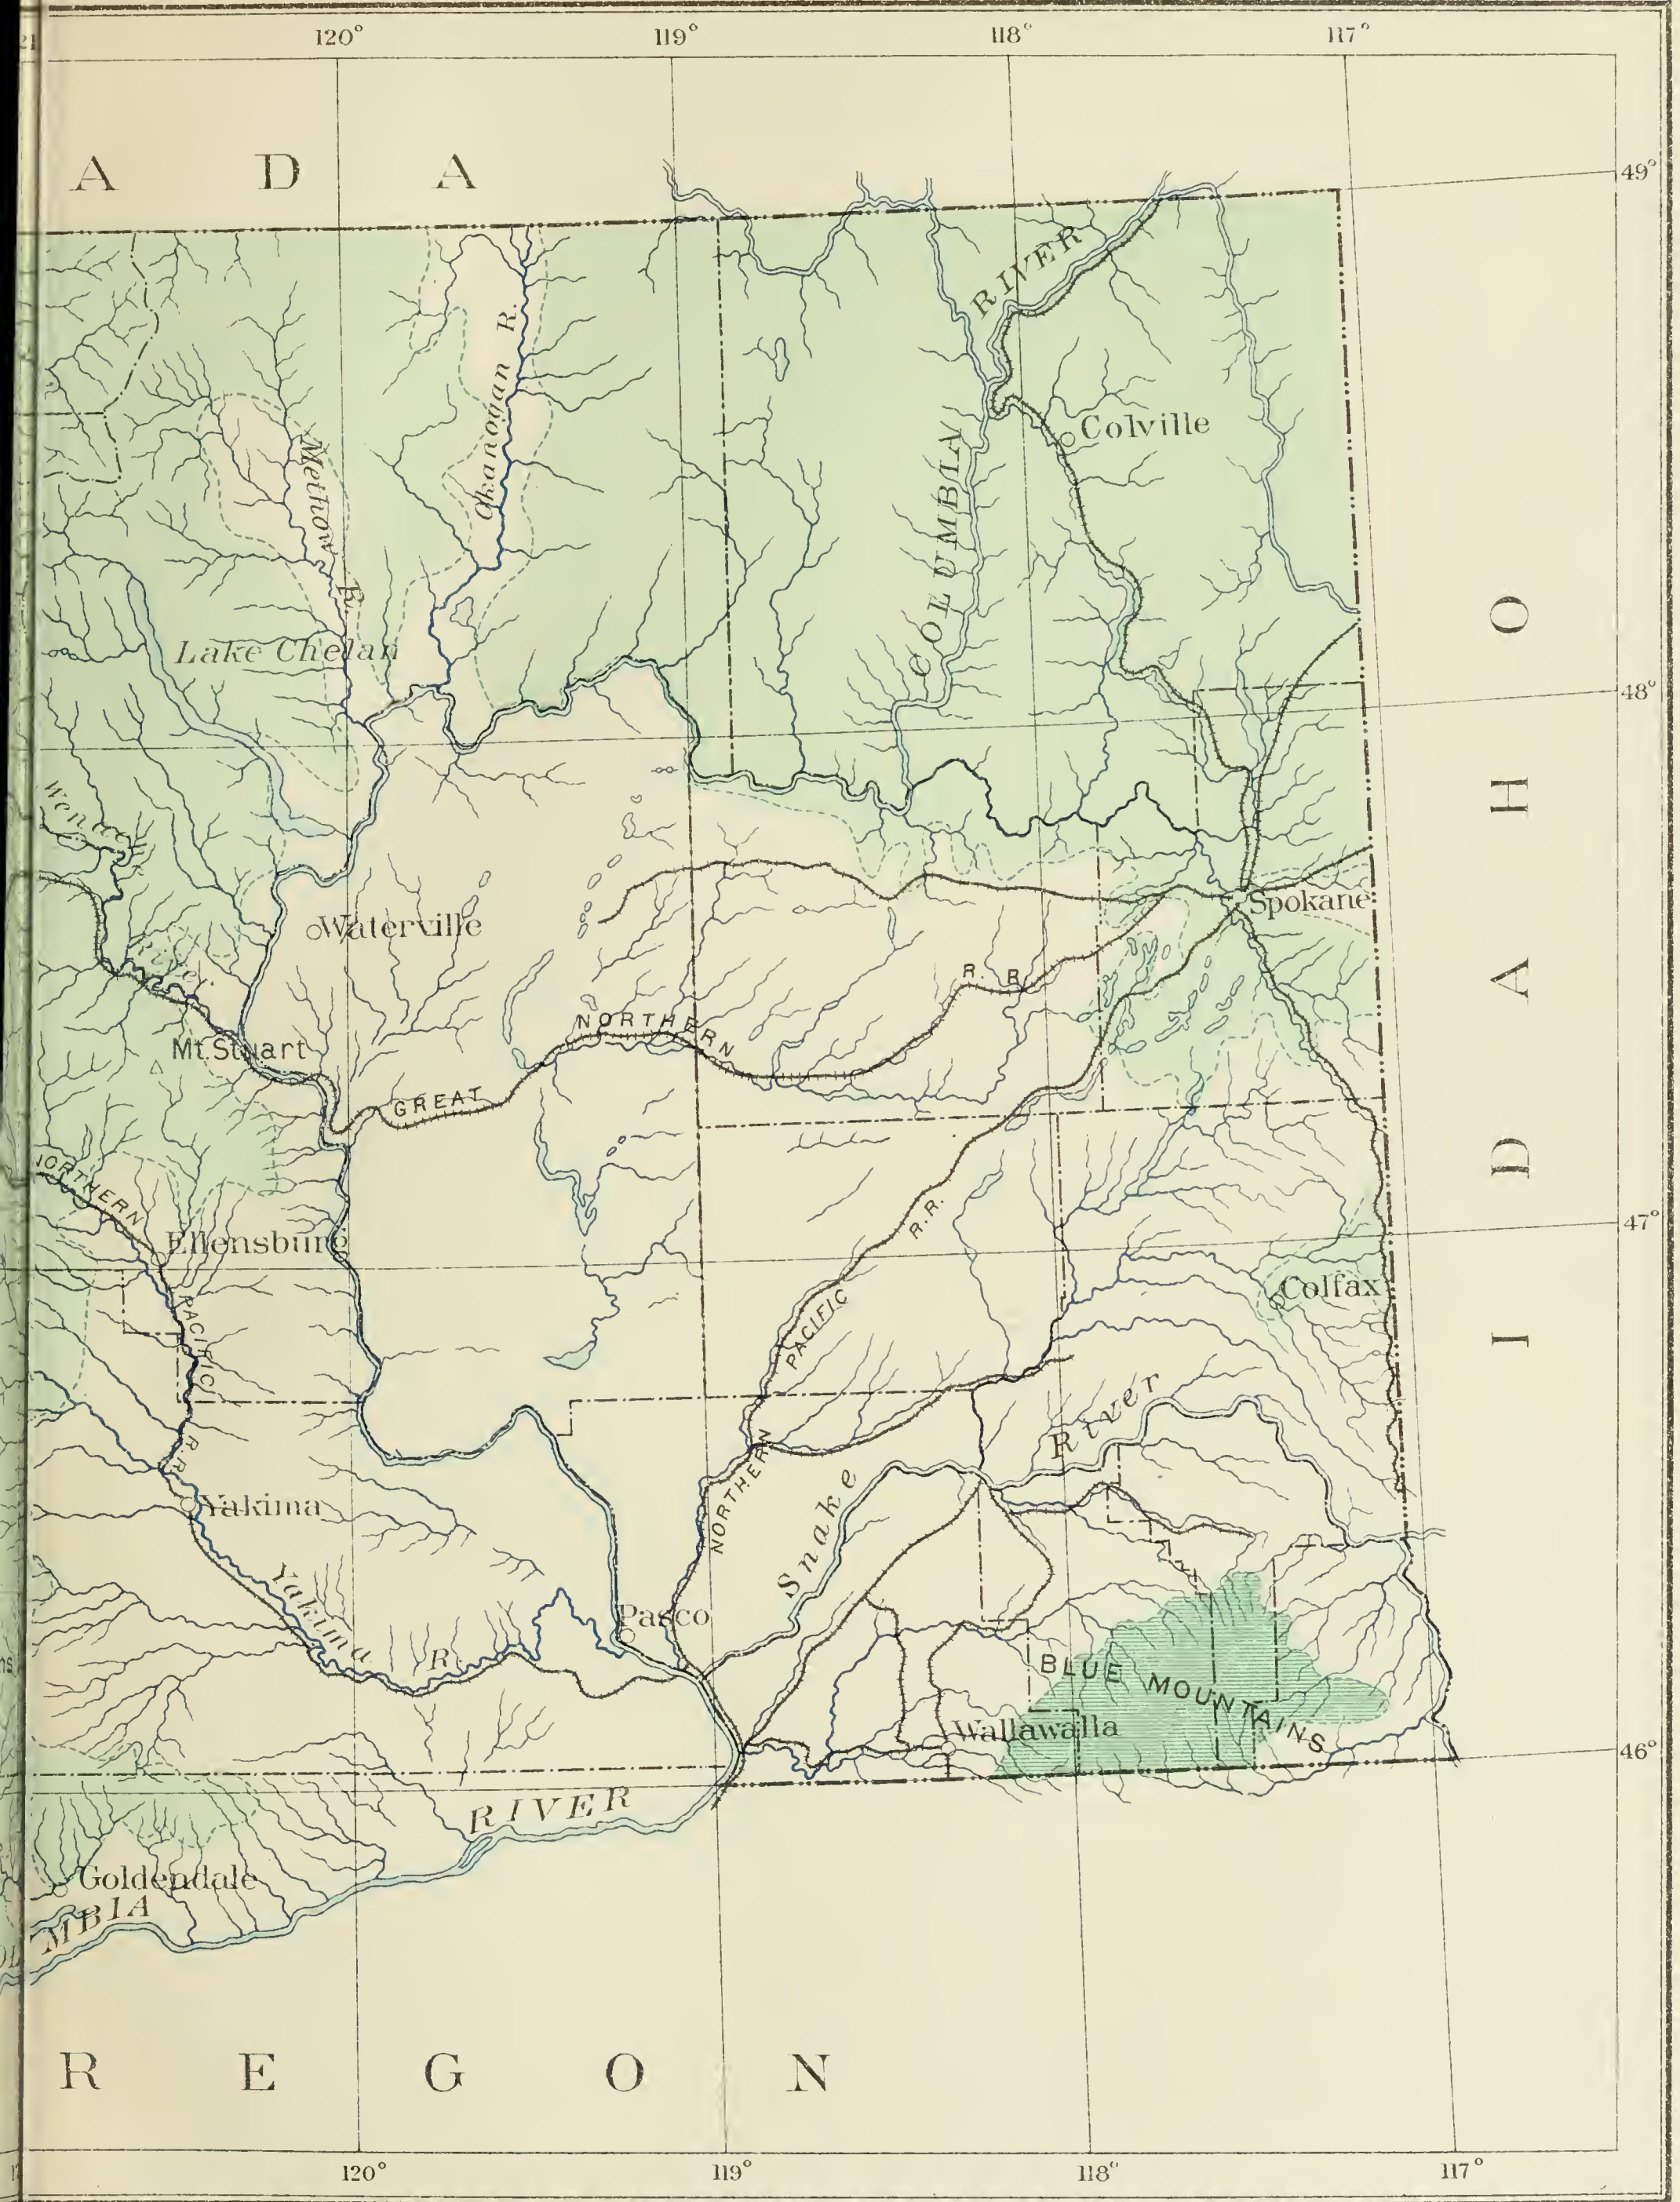 120°
119°
118°
117°
A D A
49°
RIVER
Okanogan R.
Colville
Methow R.
COLUMBIA
Lake Chelan
48°
Spokane
Waterville
River.
R. R.
NORTHERN
Mt. Stuart
GREAT
IDAHO
NORTHERN
47°
Ellensburg
R.R.
Colfax
PACIFIC
PACIFIC
River
R.R.
NORTHERN
Snake
Yakima
Yakima R.
Pasco
BLUE MOUNTAINS
Wallawalla
46°
RIVER
Goldendale
MBIA
R E G O N
120°
119°
118°
117°